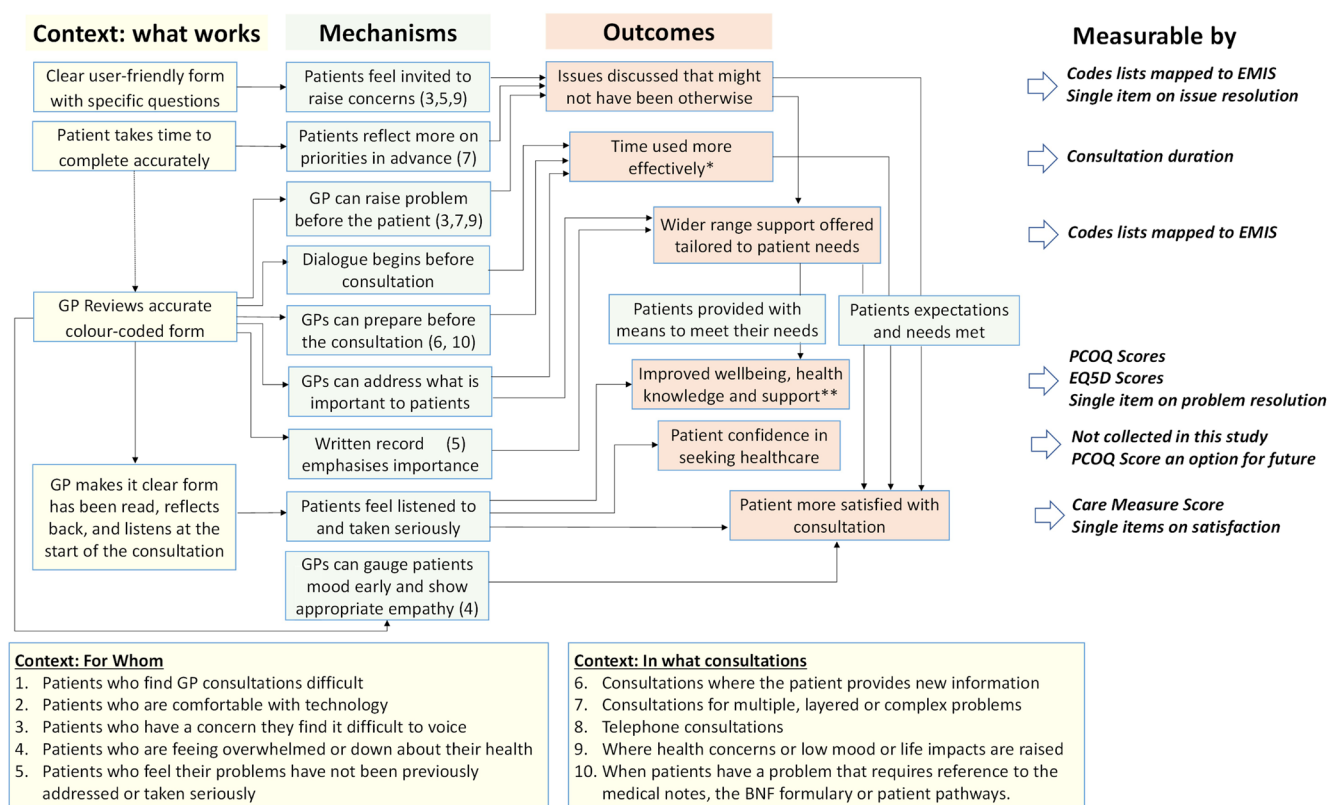 Context: what works
Mechanisms
Outcomes
Measurable by
Clear user-friendly form
with specific questions
Patient takes time to
complete accurately
GP Reviews accurate
colour-coded form
GP makes it clear form
has been read, reflects
back, and listens at the
start of the consultation
Patients feel invited to
raise concerns (3,5,9)
Patients reflect more on
priorities in advance (7)
GP can raise problem
before the patient (3,7,9)
Dialogue begins before
consultation
GPs can prepare before
the consultation (6, 10)
GPs can address what is
important to patients
Written record (5)
emphasises importance
Patients feel listened to
and taken seriously
GPs can gauge patients
mood early and show
appropriate empathy (4)
Issues discussed that might
not have been otherwise
Time used more
effectively*
Wider range support offered
tailored to patient needs
Patients provided with
means to meet their needs
Patients expectations
and needs met
Improved wellbeing, health
knowledge and support**
Patient confidence in
seeking healthcare
Patient more satisfied with
consultation
Codes lists mapped to EMIS
Single item on issue resolution
Consultation duration
Codes lists mapped to EMIS
PCOQ Scores
EQ5D Scores
Single item on problem resolution
Not collected in this study
PCOQ Score an option for future
Care Measure Score
Single items on satisfaction
Context: For Whom
1. Patients who find GP consultations difficult
2. Patients who are comfortable with technology
3. Patients who have a concern they find it difficult to voice
4. Patients who are feeing overwhelmed or down about their health
5. Patients who feel their problems have not been previously
addressed or taken seriously
Context: In what consultations
6. Consultations where the patient provides new information
7. Consultations for multiple, layered or complex problems
8. Telephone consultations
9. Where health concerns or low mood or life impacts are raised
10. When patients have a problem that requires reference to the
medical notes, the BNF formulary or patient pathways.